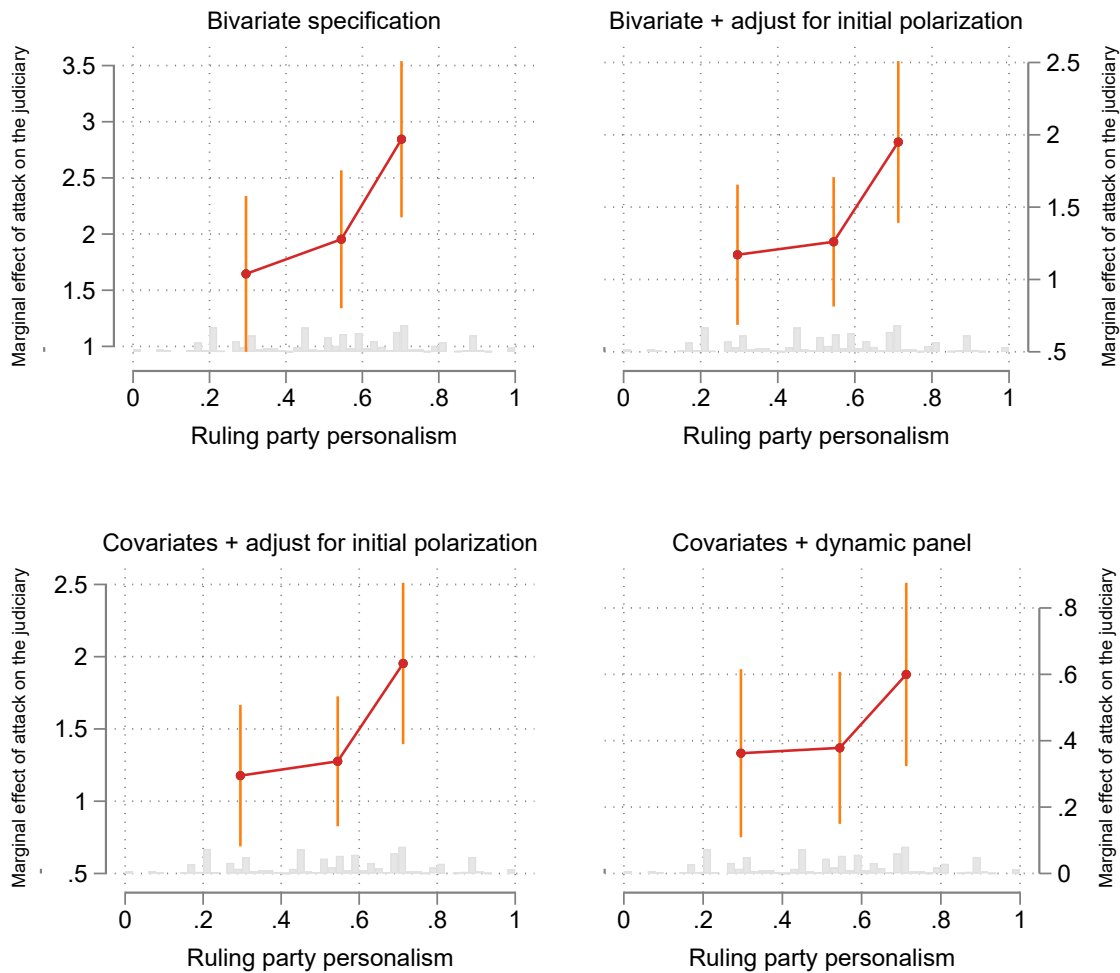 Bivariate specification
Marginal effect of attack on the judiciary
3.5
3
2.5
2
1.5
1
0 .2 .4 .6 .8 1
Ruling party personalism
Bivariate + adjust for initial polarization
Marginal effect of attack on the judiciary
2.5
2
1.5
1
.5
0 .2 .4 .6 .8 1
Ruling party personalism
Covariates + adjust for initial polarization
Marginal effect of attack on the judiciary
2.5
2
1.5
1
.5
0 .2 .4 .6 .8 1
Ruling party personalism
Covariates + dynamic panel
Marginal effect of attack on the judiciary
.8
.6
.4
.2
0
0 .2 .4 .6 .8 1
Ruling party personalism